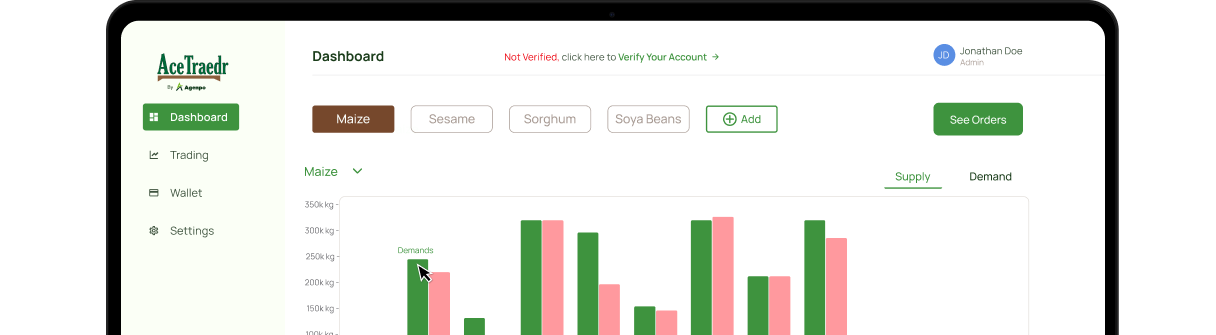 AceTraedr
By Agropo
Dashboard
Trading
Wallet
Settings
Dashboard
Not Verified, click here to Verify Your Account →
JD
Jonathan Doe
Admin
Maize
Sesame
Sorghum
Soya Beans
Add
See Orders
Maize
Supply
Demand
350k kg
300k kg
250k kg
200k kg
150k kg
100k kg
Demands